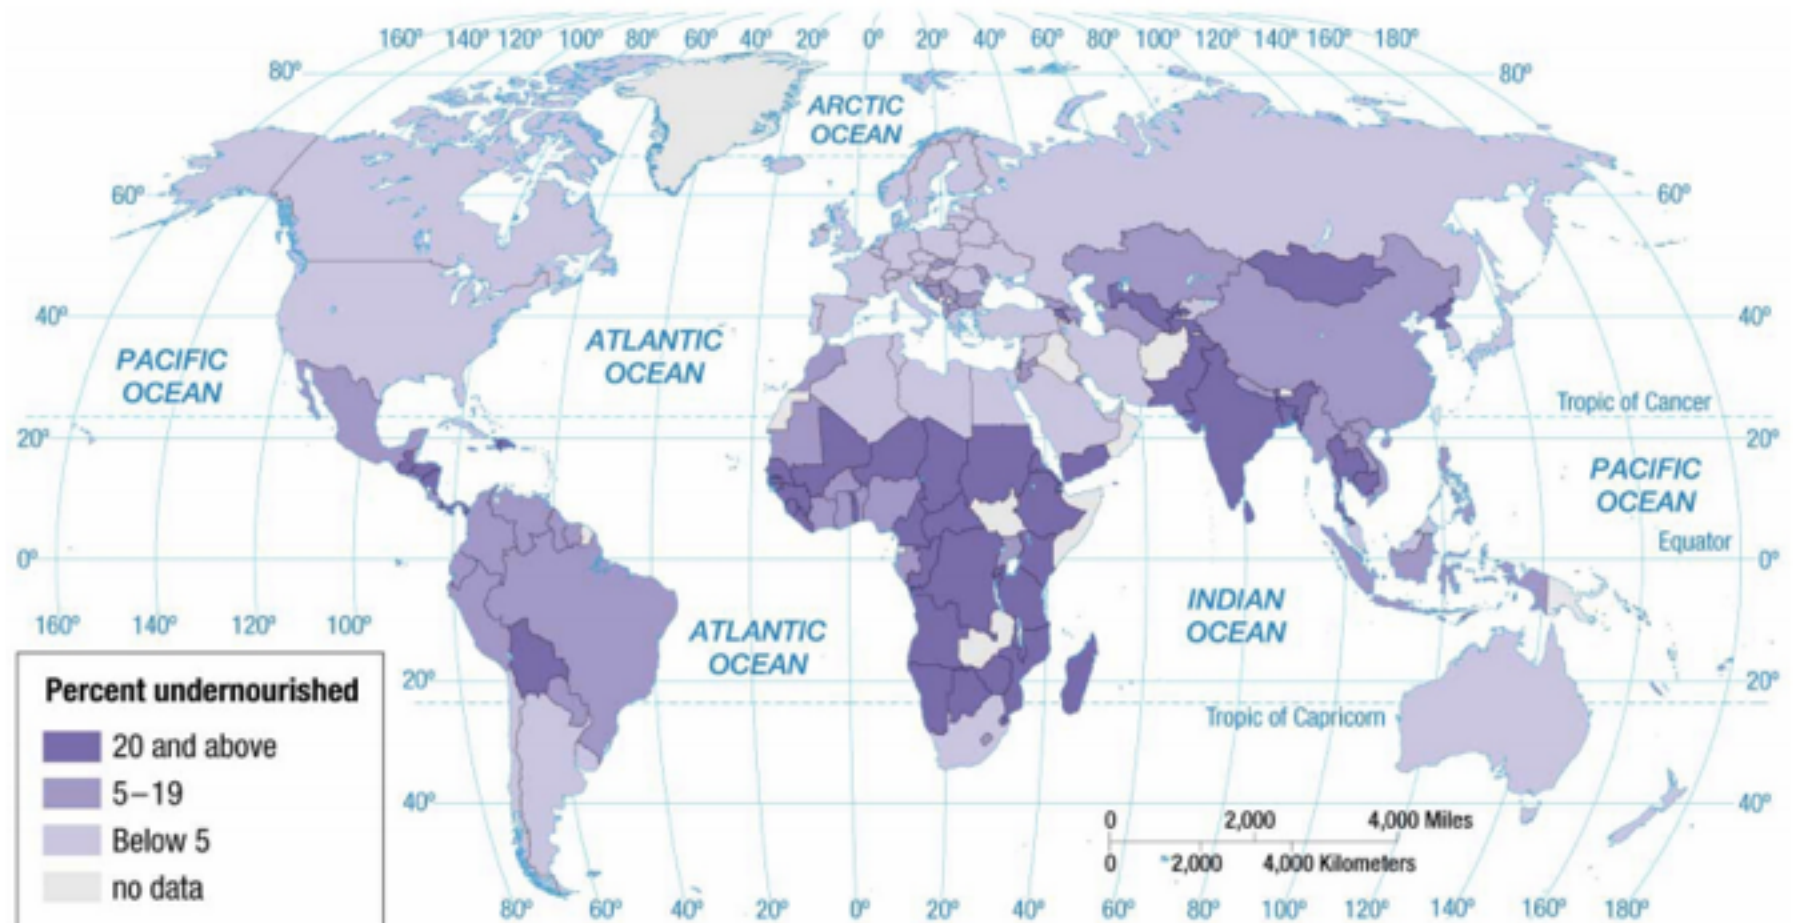 160° 140° 120° 100° 80° 60° 40° 20° 0° 20° 40° 60° 80° 100° 120° 140° 160° 180°
80° 80°
ARCTIC
OCEAN
60° 60°
40° 40°
ATLANTIC
OCEAN
PACIFIC
OCEAN
Tropic of Cancer
20° 20°
PACIFIC
OCEAN
Equator
0° 0°
INDIAN
OCEAN
160° 140° 120° 100°
ATLANTIC
OCEAN
20° 20°
Tropic of Capricorn
40° 40°
Percent undernourished
20 and above
5–19
Below 5
no data
0 2,000 4,000 Miles
0 2,000 4,000 Kilometers
80° 60° 40° 20° 0° 20° 40° 60° 80° 100° 120° 140° 160° 180°